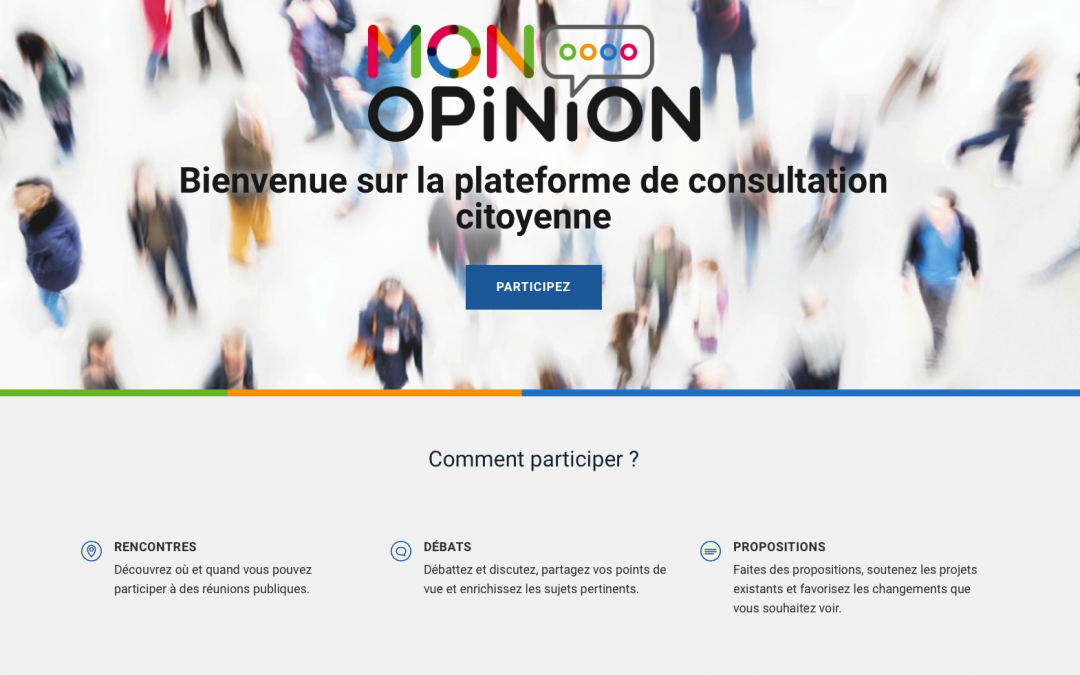 MON
OPiNiON
Bienvenue sur la plateforme de consultation
citoyenne
PARTICIPEZ
Comment participer ?
RENCONTRES
Découvrez où et quand vous pouvez
participer à des réunions publiques.
DÉBATS
Débattez et discutez, partagez vos points de
vue et enrichissez les sujets pertinents.
PROPOSITIONS
Faites des propositions, soutenez les projets
existants et favorisez les changements que
vous souhaitez voir.